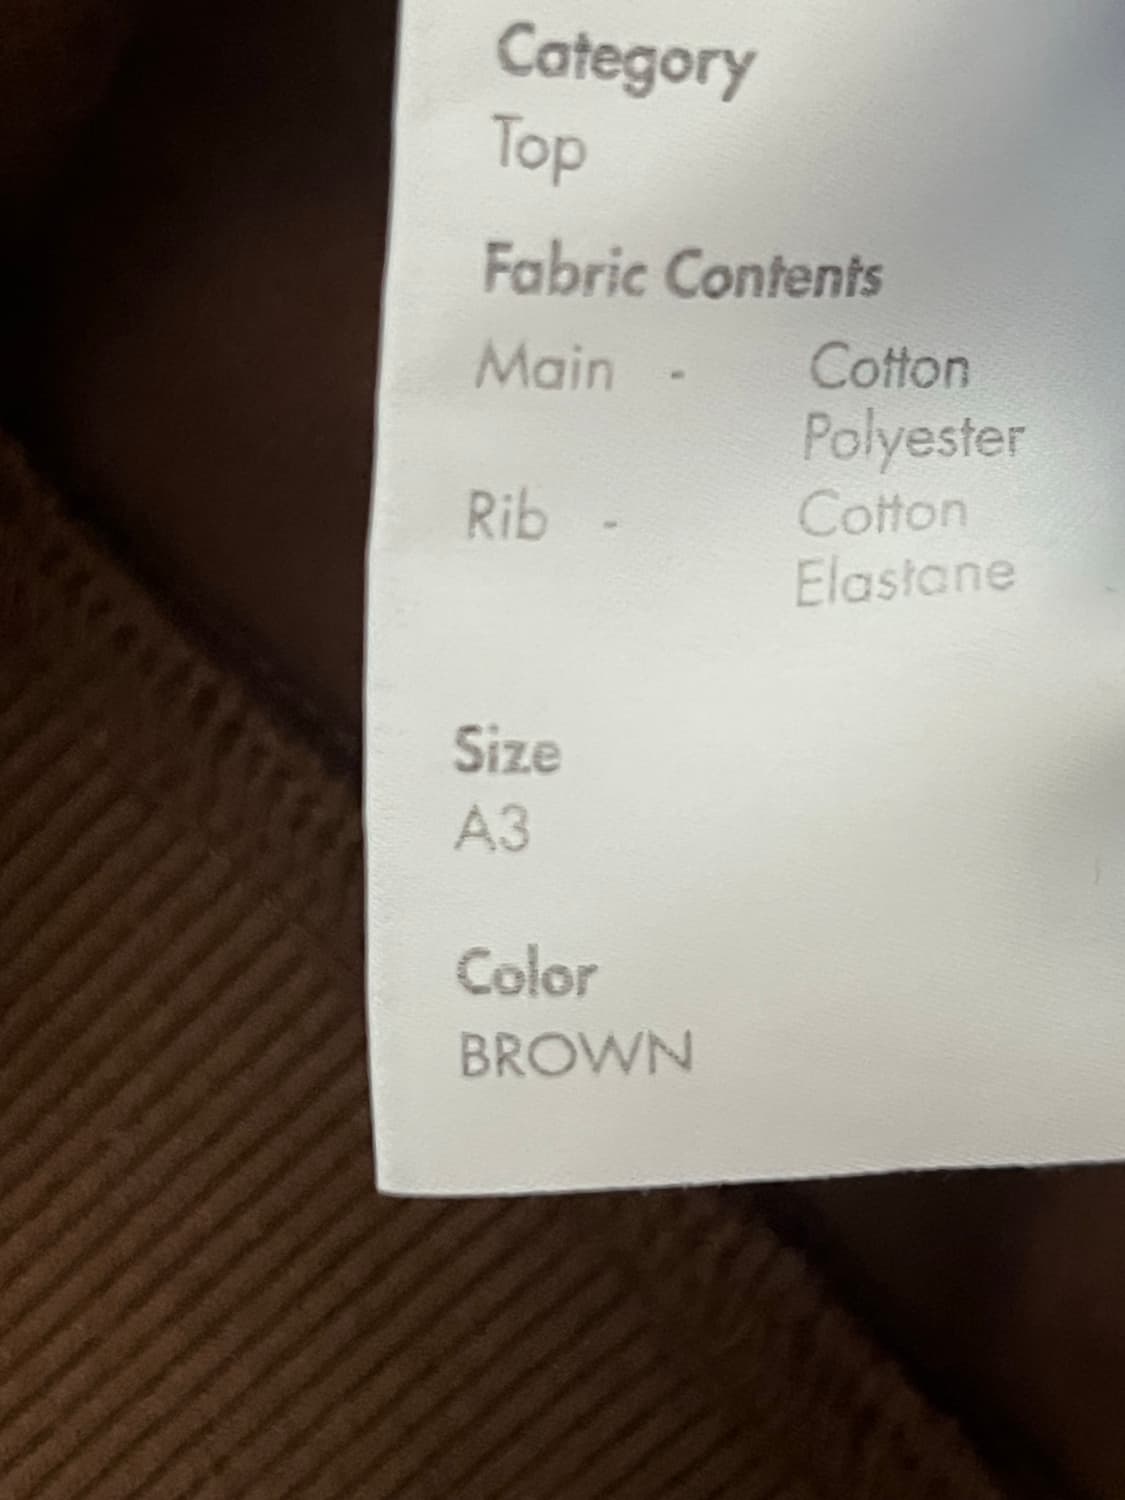 Category
Top
Fabric Contents
Main - Cotton
Polyester
Rib - Cotton
Elastane
Size
A3
Color
BROWN